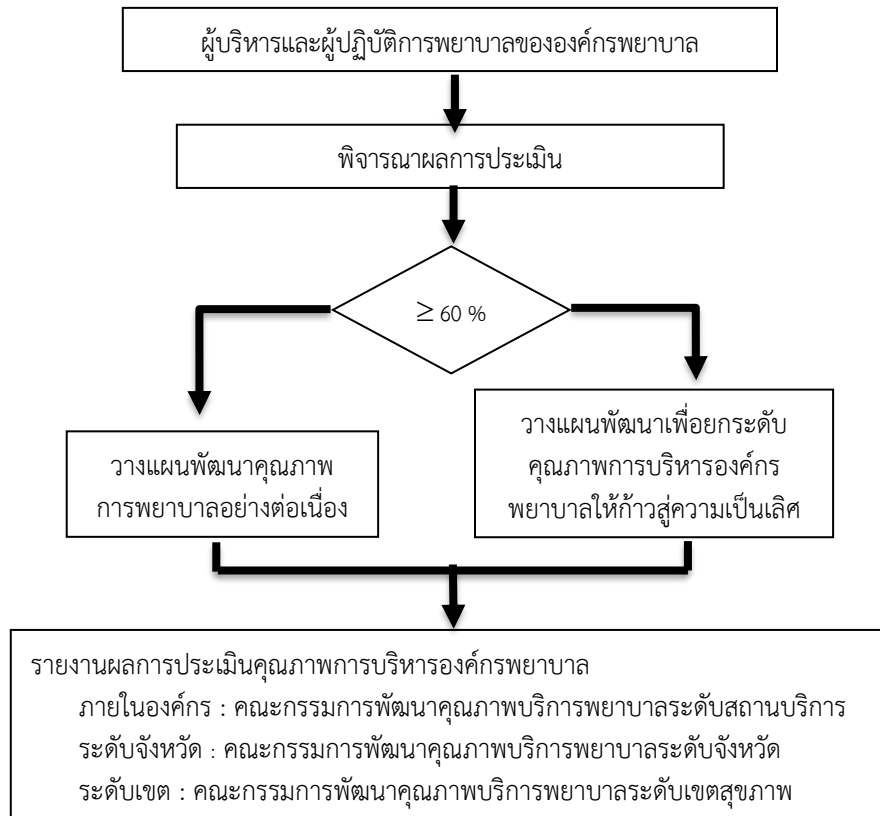 ผู้บริหารและผู้ปฏิบัติการพยาบาลขององค์กรพยาบาล
พิจารณาผลการประเมิน
≥ 60 %
วางแผนพัฒนาคุณภาพ
การพยาบาลอย่างต่อเนื่อง
วางแผนพัฒนาเพื่อยกระดับ
คุณภาพการบริหารองค์กร
พยาบาลให้ก้าวสู่ความเป็นเลิศ
รายงานผลการประเมินคุณภาพการบริหารองค์กรพยาบาล
ภายในองค์กร : คณะกรรมการพัฒนาคุณภาพบริการพยาบาลระดับสถานบริการ
ระดับจังหวัด : คณะกรรมการพัฒนาคุณภาพบริการพยาบาลระดับจังหวัด
ระดับเขต : คณะกรรมการพัฒนาคุณภาพบริการพยาบาลระดับเขตสุขภาพ